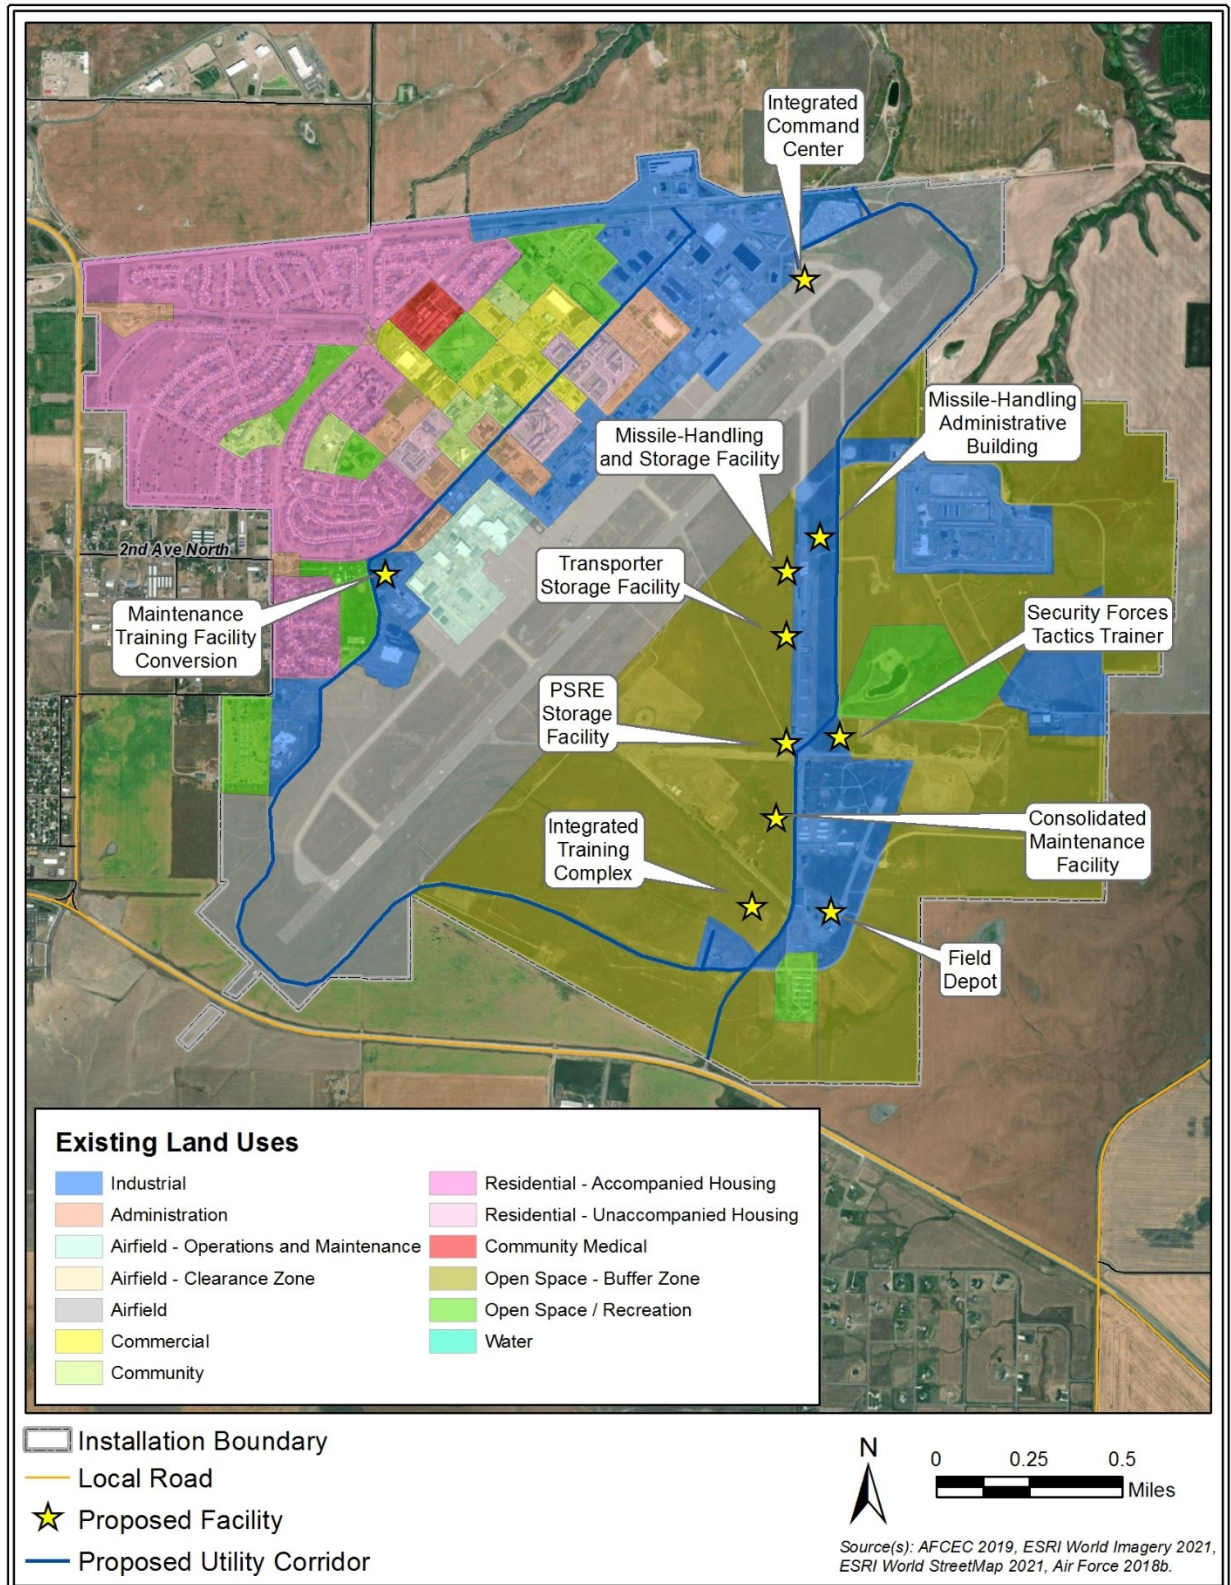 Integrated
Command
Center
Missile-Handling
Administrative
Building
Missile-Handling
and Storage Facility
2nd Ave North
Transporter
Storage Facility
Maintenance
Training Facility
Conversion
Security Forces
Tactics Trainer
PSRE
Storage
Facility
Integrated
Training
Complex
Consolidated
Maintenance
Facility
Field
Depot
Existing Land Uses
Industrial
Administration
Airfield - Operations and Maintenance
Airfield - Clearance Zone
Airfield
Commercial
Community
Residential - Accompanied Housing
Residential - Unaccompanied Housing
Community Medical
Open Space - Buffer Zone
Open Space / Recreation
Water
Installation Boundary
Local Road
Proposed Facility
Proposed Utility Corridor
N
0 0.25 0.5
Miles
Source(s): AFCEC 2019, ESRI World Imagery 2021,
ESRI World StreetMap 2021, Air Force 2018b.